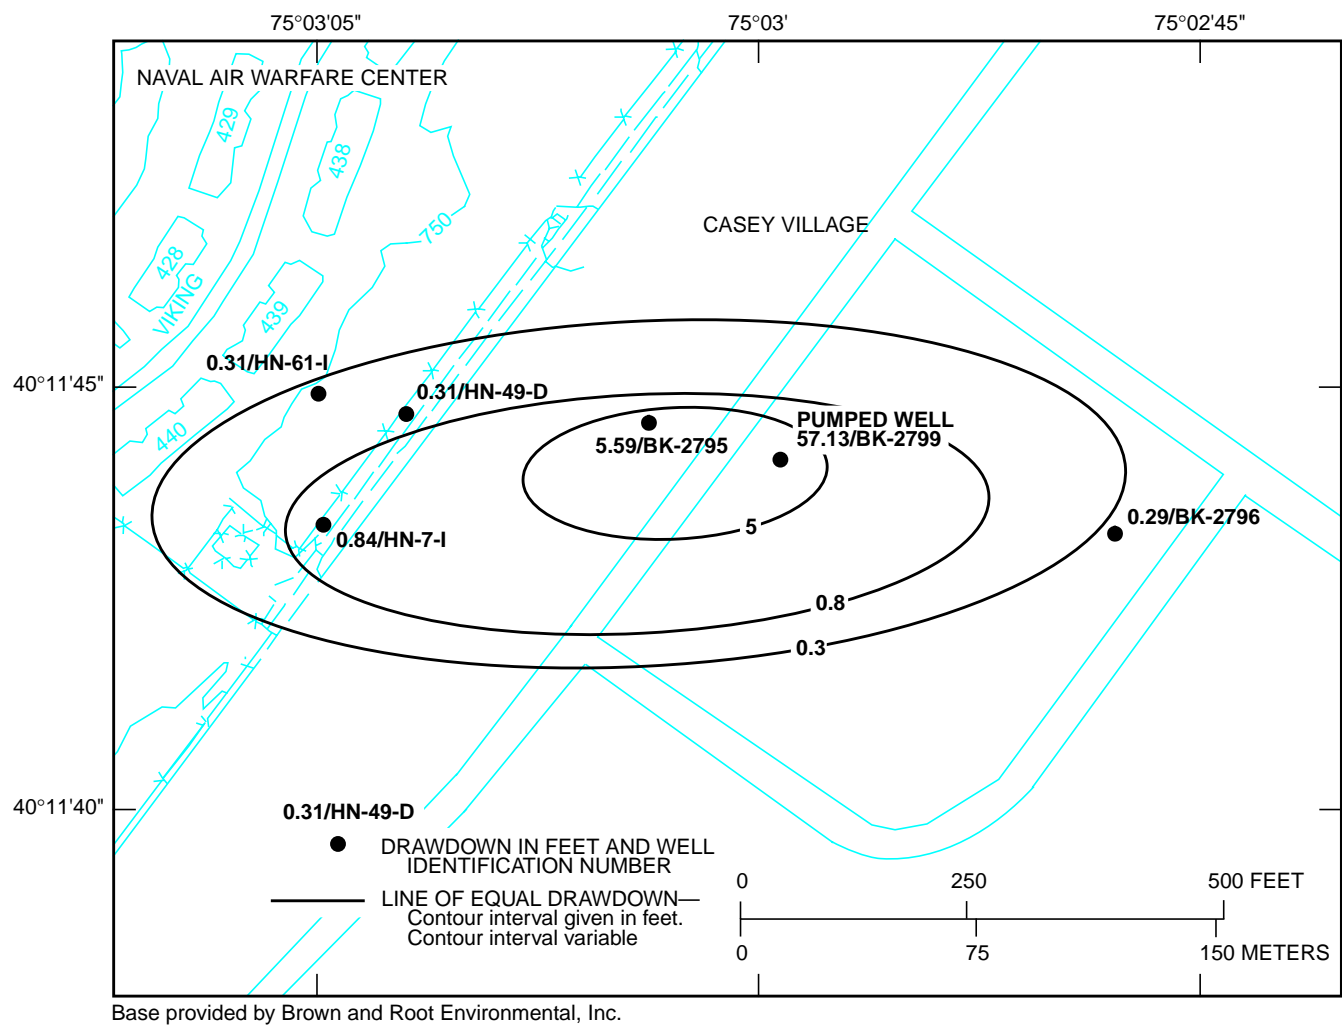 75°03'05" 75°03' 75°02'45"
NAVAL AIR WARFARE CENTER
429
438
750
CASEY VILLAGE
428
VIKING
439
0.31/HN-61-I
40°11'45"
0.31/HN-49-D
PUMPED WELL
57.13/BK-2799
5.59/BK-2795
440
5
0.29/BK-2796
0.84/HN-7-I
0.8
0.3
40°11'40"
0.31/HN-49-D
DRAWDOWN IN FEET AND WELL
IDENTIFICATION NUMBER
LINE OF EQUAL DRAWDOWN—
Contour interval given in feet.
Contour interval variable
0 250 500 FEET
0 75 150 METERS
Base provided by Brown and Root Environmental, Inc.